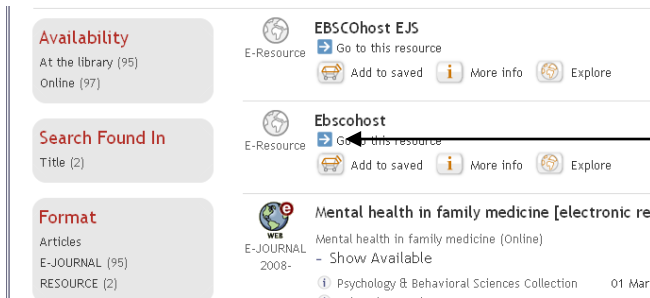 Availability
At the library (95)
Online (97)
Search Found In
Title (2)
Format
Articles
E-JOURNAL (95)
RESOURCE (2)
E-Resource
EBSCOhost EJS
Go to this resource
Add to saved i More info Explore
E-Resource
Ebscohost
Go to this resource
Add to saved i More info Explore
e
WEB
E-JOURNAL
2008-
Mental health in family medicine [electronic re
Mental health in family medicine (Online)
- Show Available
i Psychology & Behavioral Sciences Collection 01 Mar